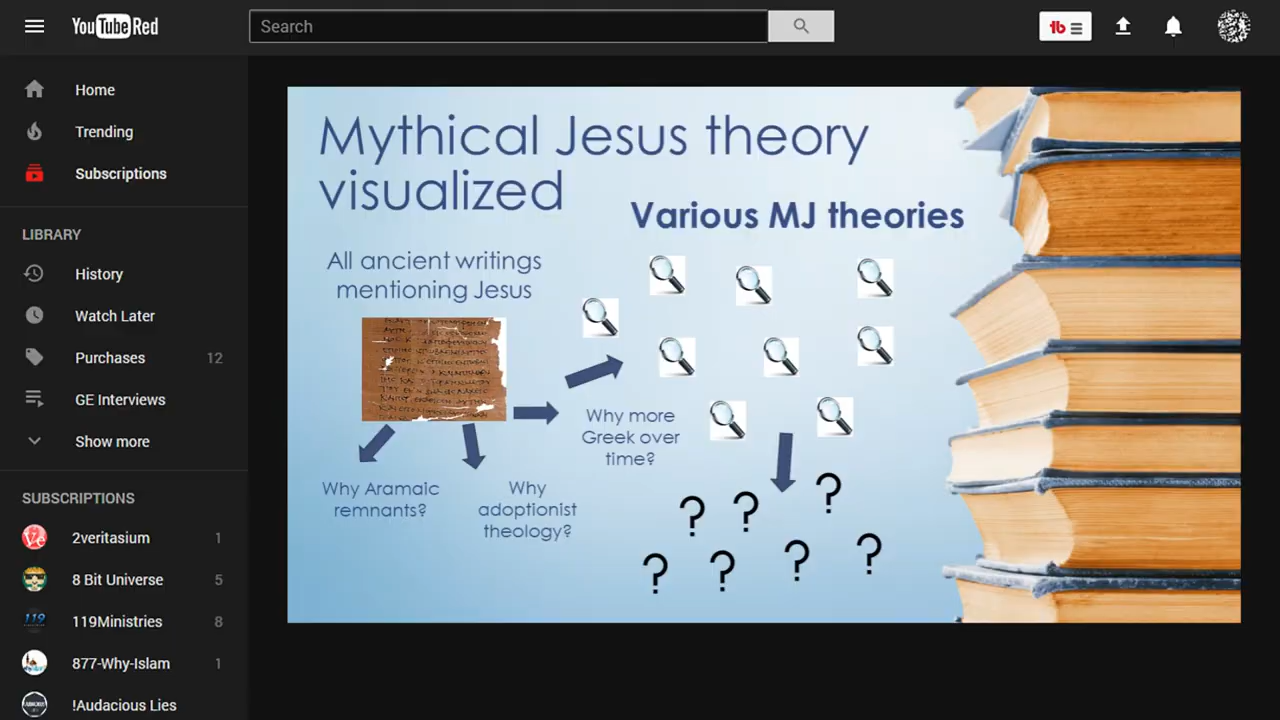 YouTube Red
Search
tb
Home
Trending
Subscriptions
LIBRARY
History
Watch Later
Purchases 12
GE Interviews
Show more
SUBSCRIPTIONS
2veritasium 1
8 Bit Universe 5
119
119Ministries 8
877-Why-Islam 1
!Audacious Lies
Mythical Jesus theory
visualized
Various MJ theories
All ancient writings
mentioning Jesus
Why more
Greek over
time?
Why Aramaic
remnants?
Why
adoptionist
theology?
? ? ?
? ? ? ?